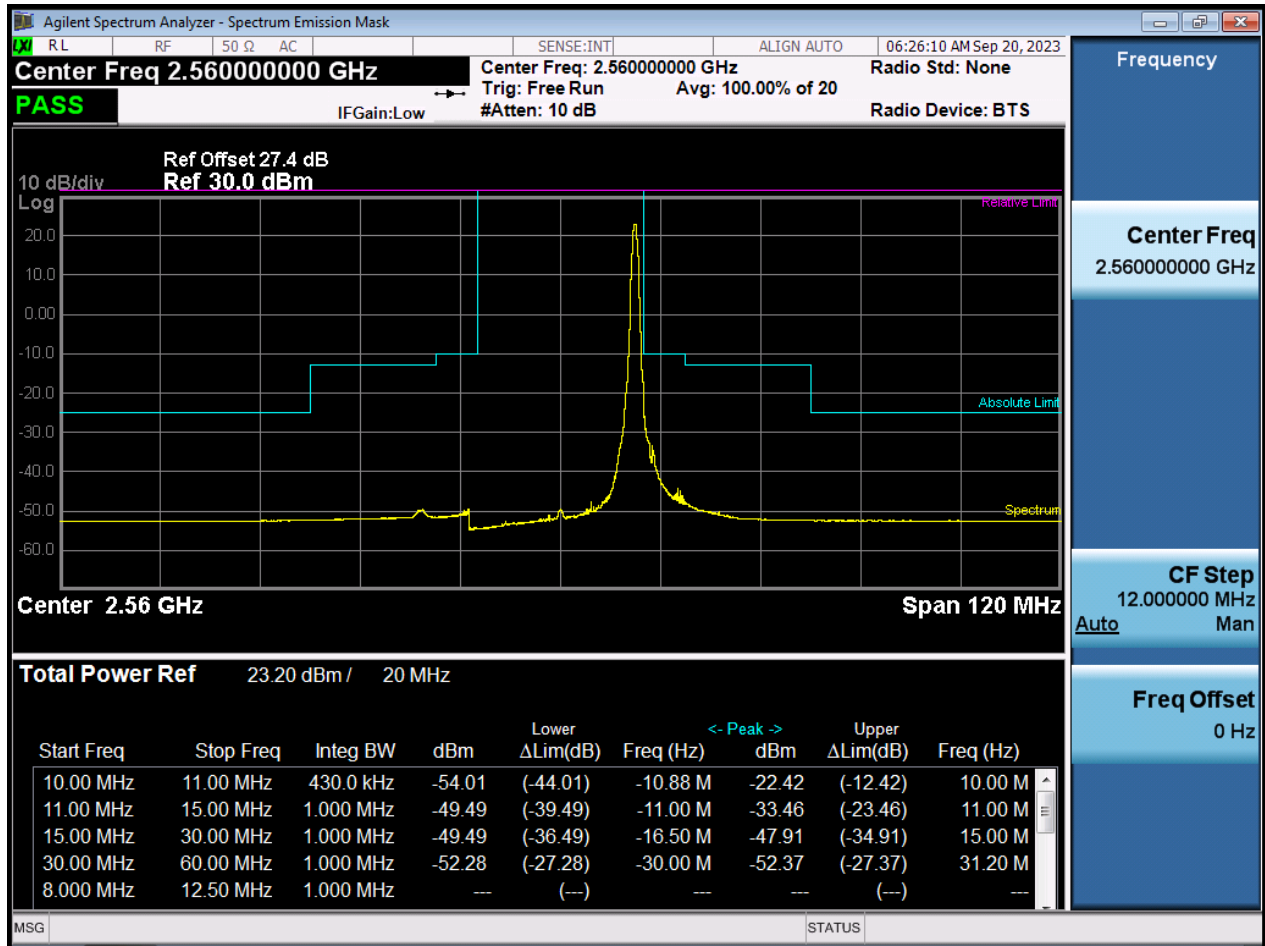 Agilent Spectrum Analyzer - Spectrum Emission Mask
LXI RL RF 50 Ω AC SENSE:INT ALIGN AUTO 06:26:10 AM Sep 20, 2023
Center Freq 2.560000000 GHz
Center Freq: 2.560000000 GHz Radio Std: None
Trig: Free Run Avg: 100.00% of 20
PASS
IFGain:Low #Atten: 10 dB Radio Device: BTS
Ref Offset 27.4 dB
10 dB/div Ref 30.0 dBm
Log
Relative Limit
20.0
10.0
0.00
-10.0
-20.0
Absolute Limit
-30.0
-40.0
-50.0
Spectrum
-60.0
Center 2.56 GHz Span 120 MHz
Total Power Ref 23.20 dBm / 20 MHz
Lower <- Peak -> Upper
Start Freq Stop Freq Integ BW dBm ΔLim(dB) Freq (Hz) dBm ΔLim(dB) Freq (Hz)
10.00 MHz 11.00 MHz 430.0 kHz -54.01 (-44.01) -10.88 M -22.42 (-12.42) 10.00 M
11.00 MHz 15.00 MHz 1.000 MHz -49.49 (-39.49) -11.00 M -33.46 (-23.46) 11.00 M
15.00 MHz 30.00 MHz 1.000 MHz -49.49 (-36.49) -16.50 M -47.91 (-34.91) 15.00 M
30.00 MHz 60.00 MHz 1.000 MHz -52.28 (-27.28) -30.00 M -52.37 (-27.37) 31.20 M
8.000 MHz 12.50 MHz 1.000 MHz --- (---) --- --- (---) ---
MSG STATUS
Frequency
Center Freq
2.560000000 GHz
CF Step
12.000000 MHz
Auto Man
Freq Offset
0 Hz